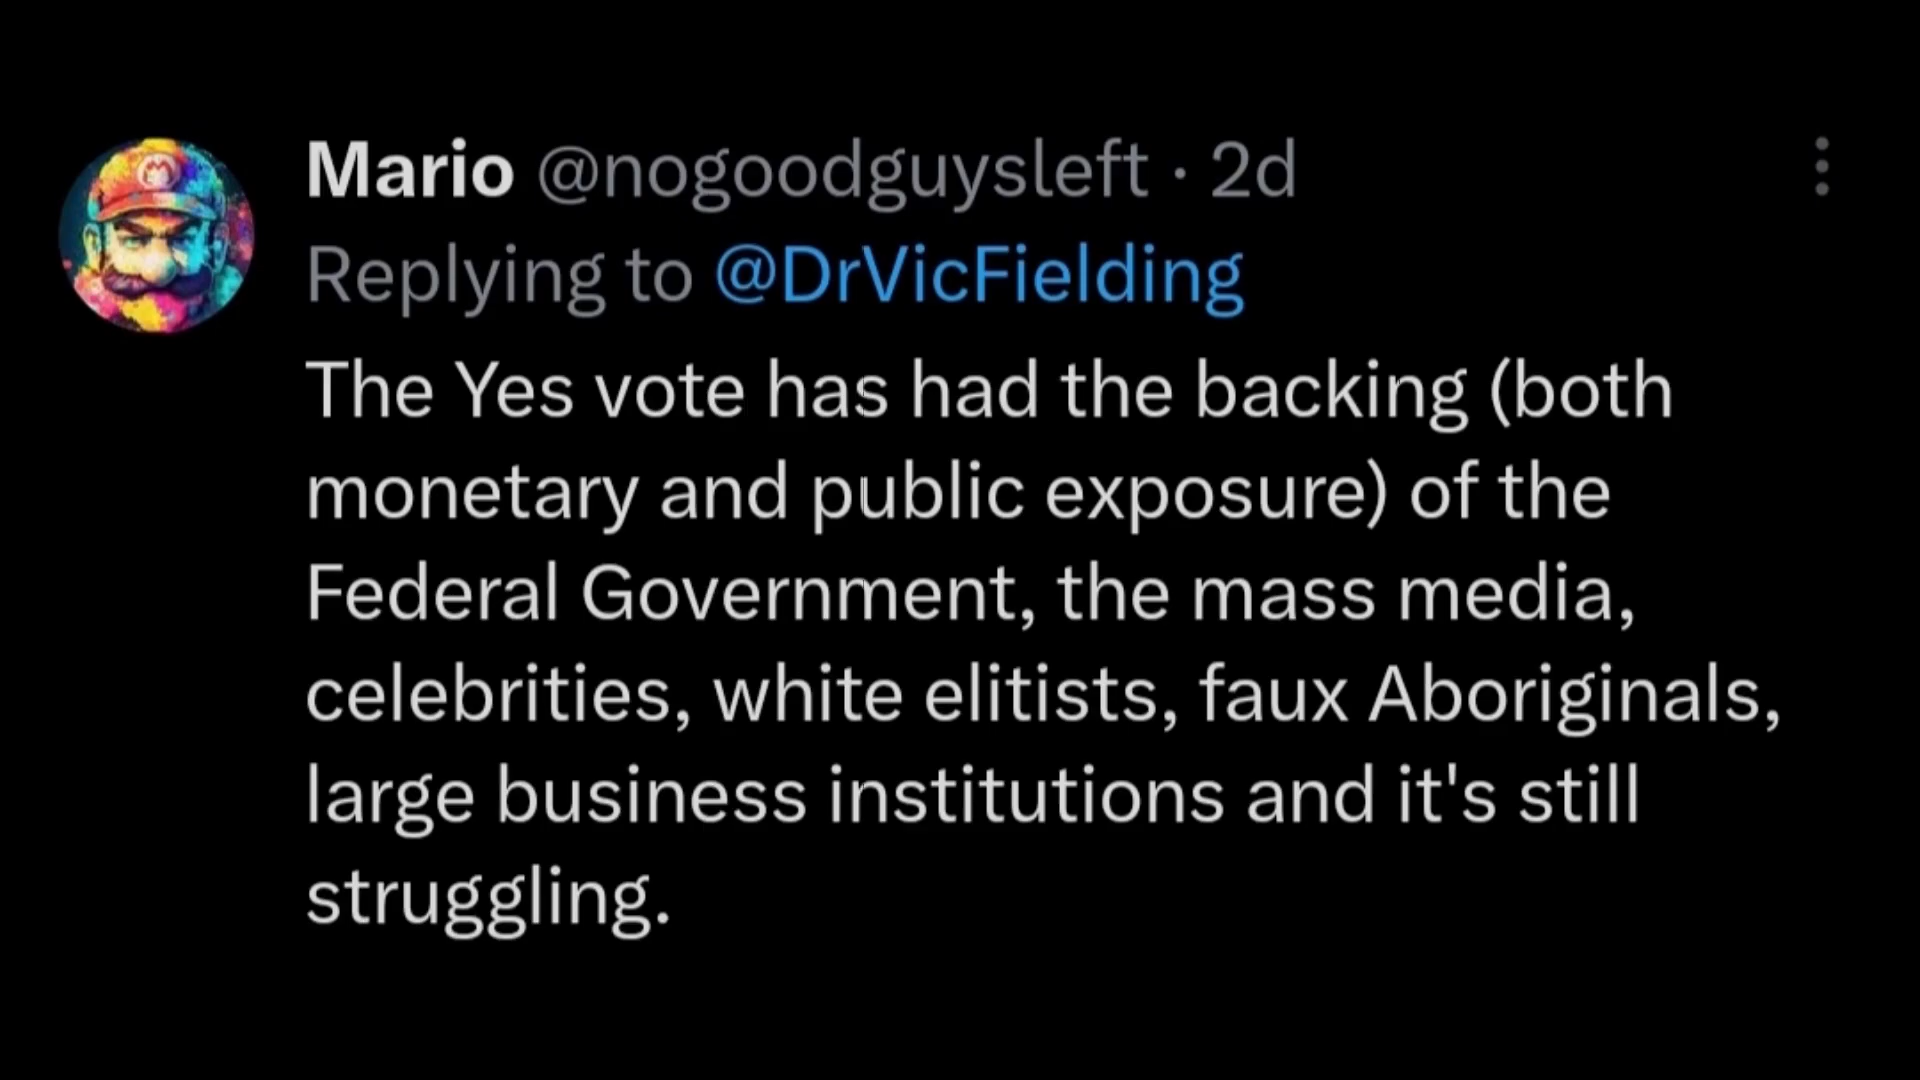 Mario @nogoodguysleft · 2d
Replying to @DrVicFielding
The Yes vote has had the backing (both
monetary and public exposure) of the
Federal Government, the mass media,
celebrities, white elitists, faux Aboriginals,
large business institutions and it's still
struggling.